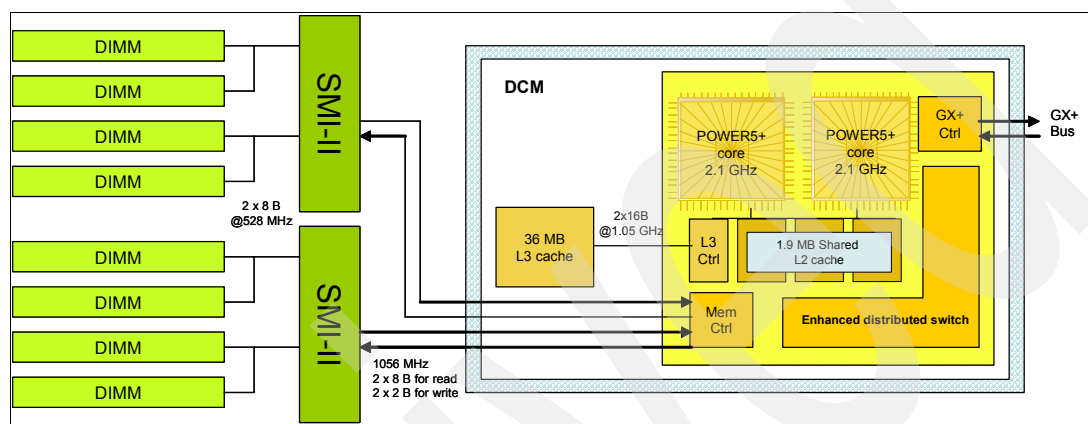 DIMM
DIMM
DIMM
DIMM
SMI-II
2 x 8 B
@528 MHz
DIMM
DIMM
DIMM
DIMM
SMI-II
1056 MHz
2 x 8 B for read
2 x 2 B for write
DCM
36 MB
L3 cache
2x16B
@1.05 GHz
POWER5+
core
2.1 GHz
POWER5+
core
2.1 GHz
GX+
Ctrl
GX+
Bus
L3
Ctrl
1.9 MB Shared
L2 cache
Mem
Ctrl
Enhanced distributed switch